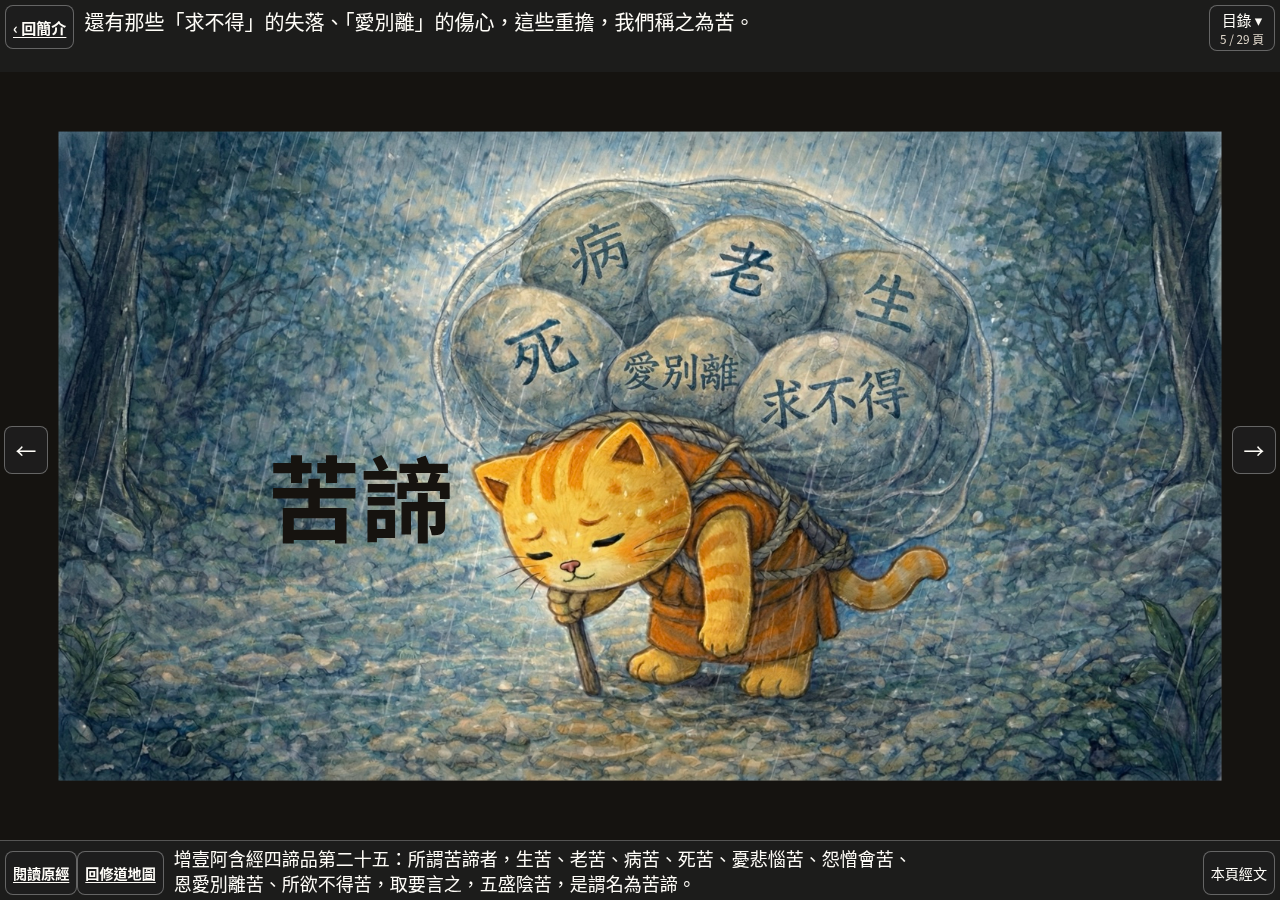 ‹ 回簡介
還有那些「求不得」的失落、「愛別離」的傷心，這些重擔，我們稱之為苦。
目錄 ▾
5 / 29 頁
病
老
生
死
愛別離
求不得
苦諦
←
→
閱讀原經
回修道地圖
增壹阿含經四諦品第二十五：所謂苦諦者，生苦、老苦、病苦、死苦、憂悲惱苦、怨憎會苦、
恩愛別離苦、所欲不得苦，取要言之，五盛陰苦，是謂名為苦諦。
本頁經文